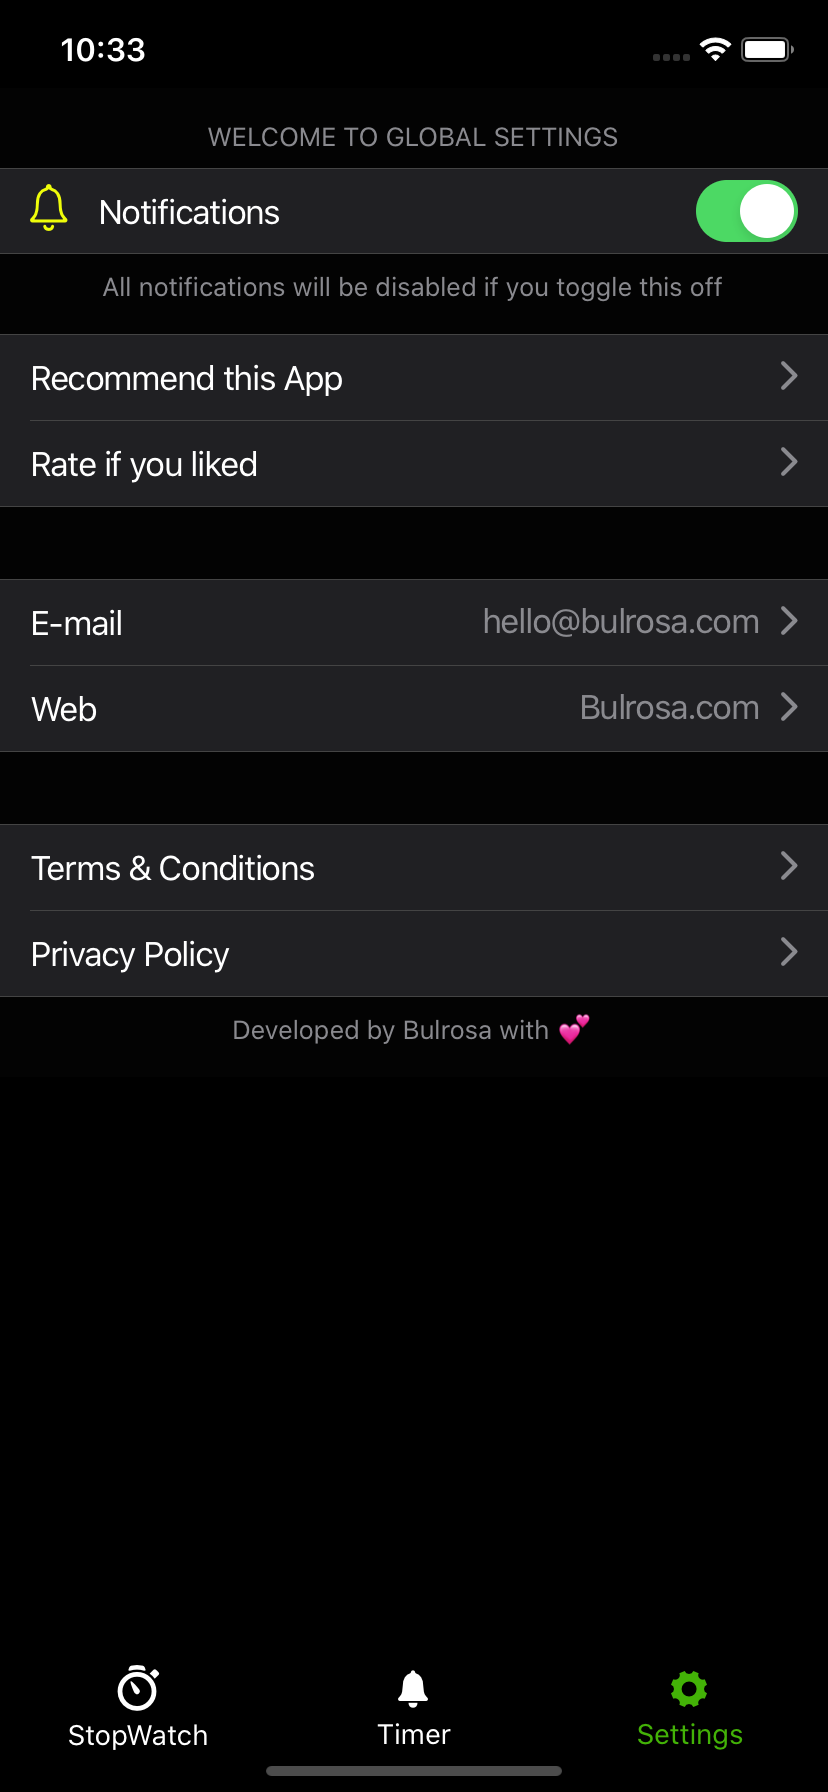 10:33
WELCOME TO GLOBAL SETTINGS
Notifications
All notifications will be disabled if you toggle this off
Recommend this App
Rate if you liked
E-mail hello@bulrosa.com
Web Bulrosa.com
Terms & Conditions
Privacy Policy
Developed by Bulrosa with 💕
StopWatch Timer Settings